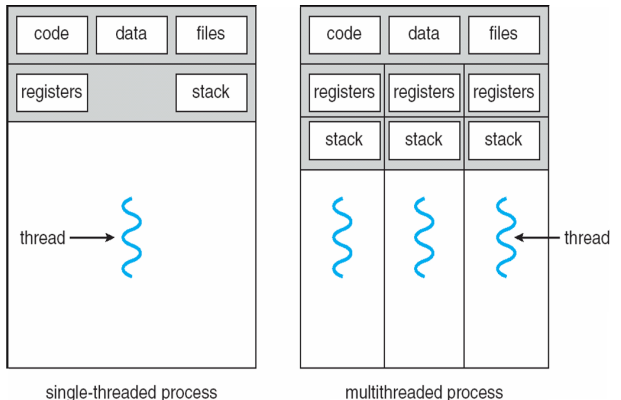 code data files
registers stack
thread
single-threaded process
code data files
registers registers registers
stack stack stack
thread
multithreaded process